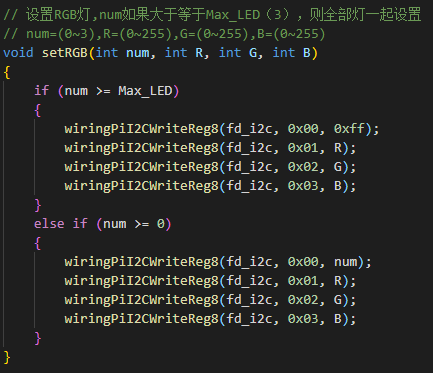 // 设置RGB灯,num如果大于等于Max_LED（3），则全部灯一起设置
// num=(0~3),R=(0~255),G=(0~255),B=(0~255)
void setRGB(int num, int R, int G, int B)
{
    if (num >= Max_LED)
    {
        wiringPiI2CWriteReg8(fd_i2c, 0x00, 0xff);
        wiringPiI2CWriteReg8(fd_i2c, 0x01, R);
        wiringPiI2CWriteReg8(fd_i2c, 0x02, G);
        wiringPiI2CWriteReg8(fd_i2c, 0x03, B);
    }
    else if (num >= 0)
    {
        wiringPiI2CWriteReg8(fd_i2c, 0x00, num);
        wiringPiI2CWriteReg8(fd_i2c, 0x01, R);
        wiringPiI2CWriteReg8(fd_i2c, 0x02, G);
        wiringPiI2CWriteReg8(fd_i2c, 0x03, B);
    }
}